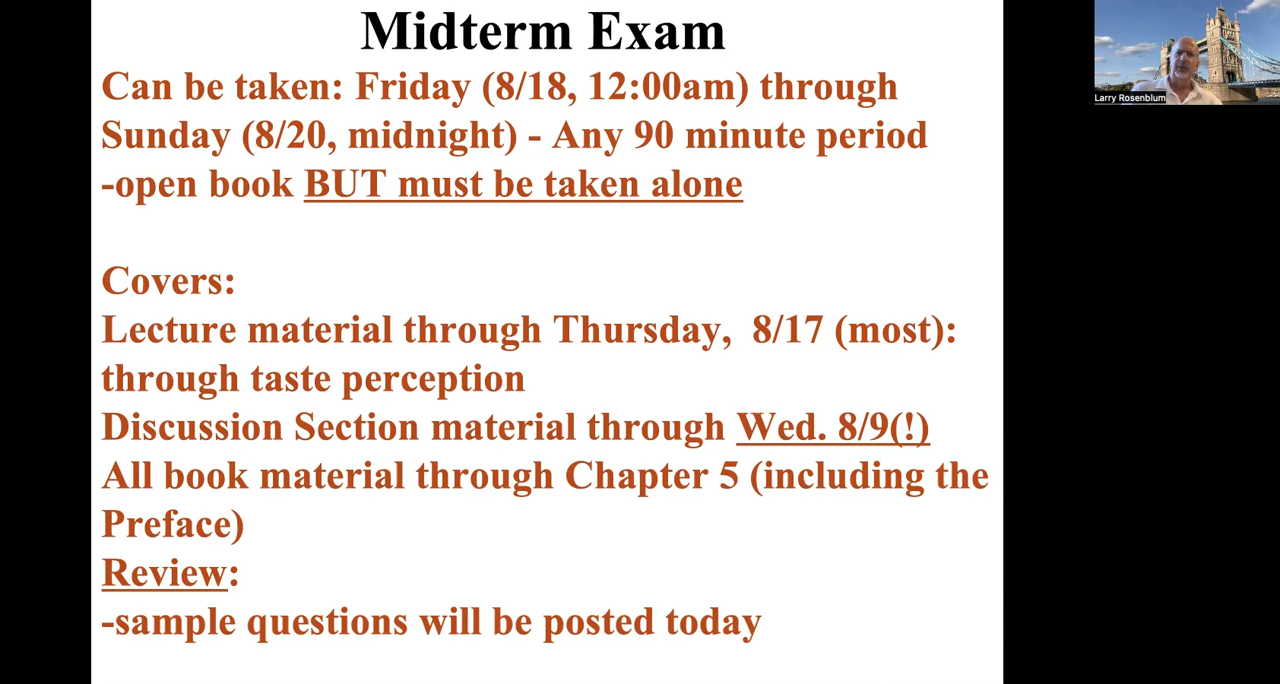 Midterm Exam
Can be taken: Friday (8/18, 12:00am) through
Sunday (8/20, midnight) - Any 90 minute period
-open book BUT must be taken alone
Covers:
Lecture material through Thursday,  8/17 (most):
through taste perception
Discussion Section material through Wed. 8/9(!)
All book material through Chapter 5 (including the
Preface)
Review:
-sample questions will be posted today
Larry Rosenblum